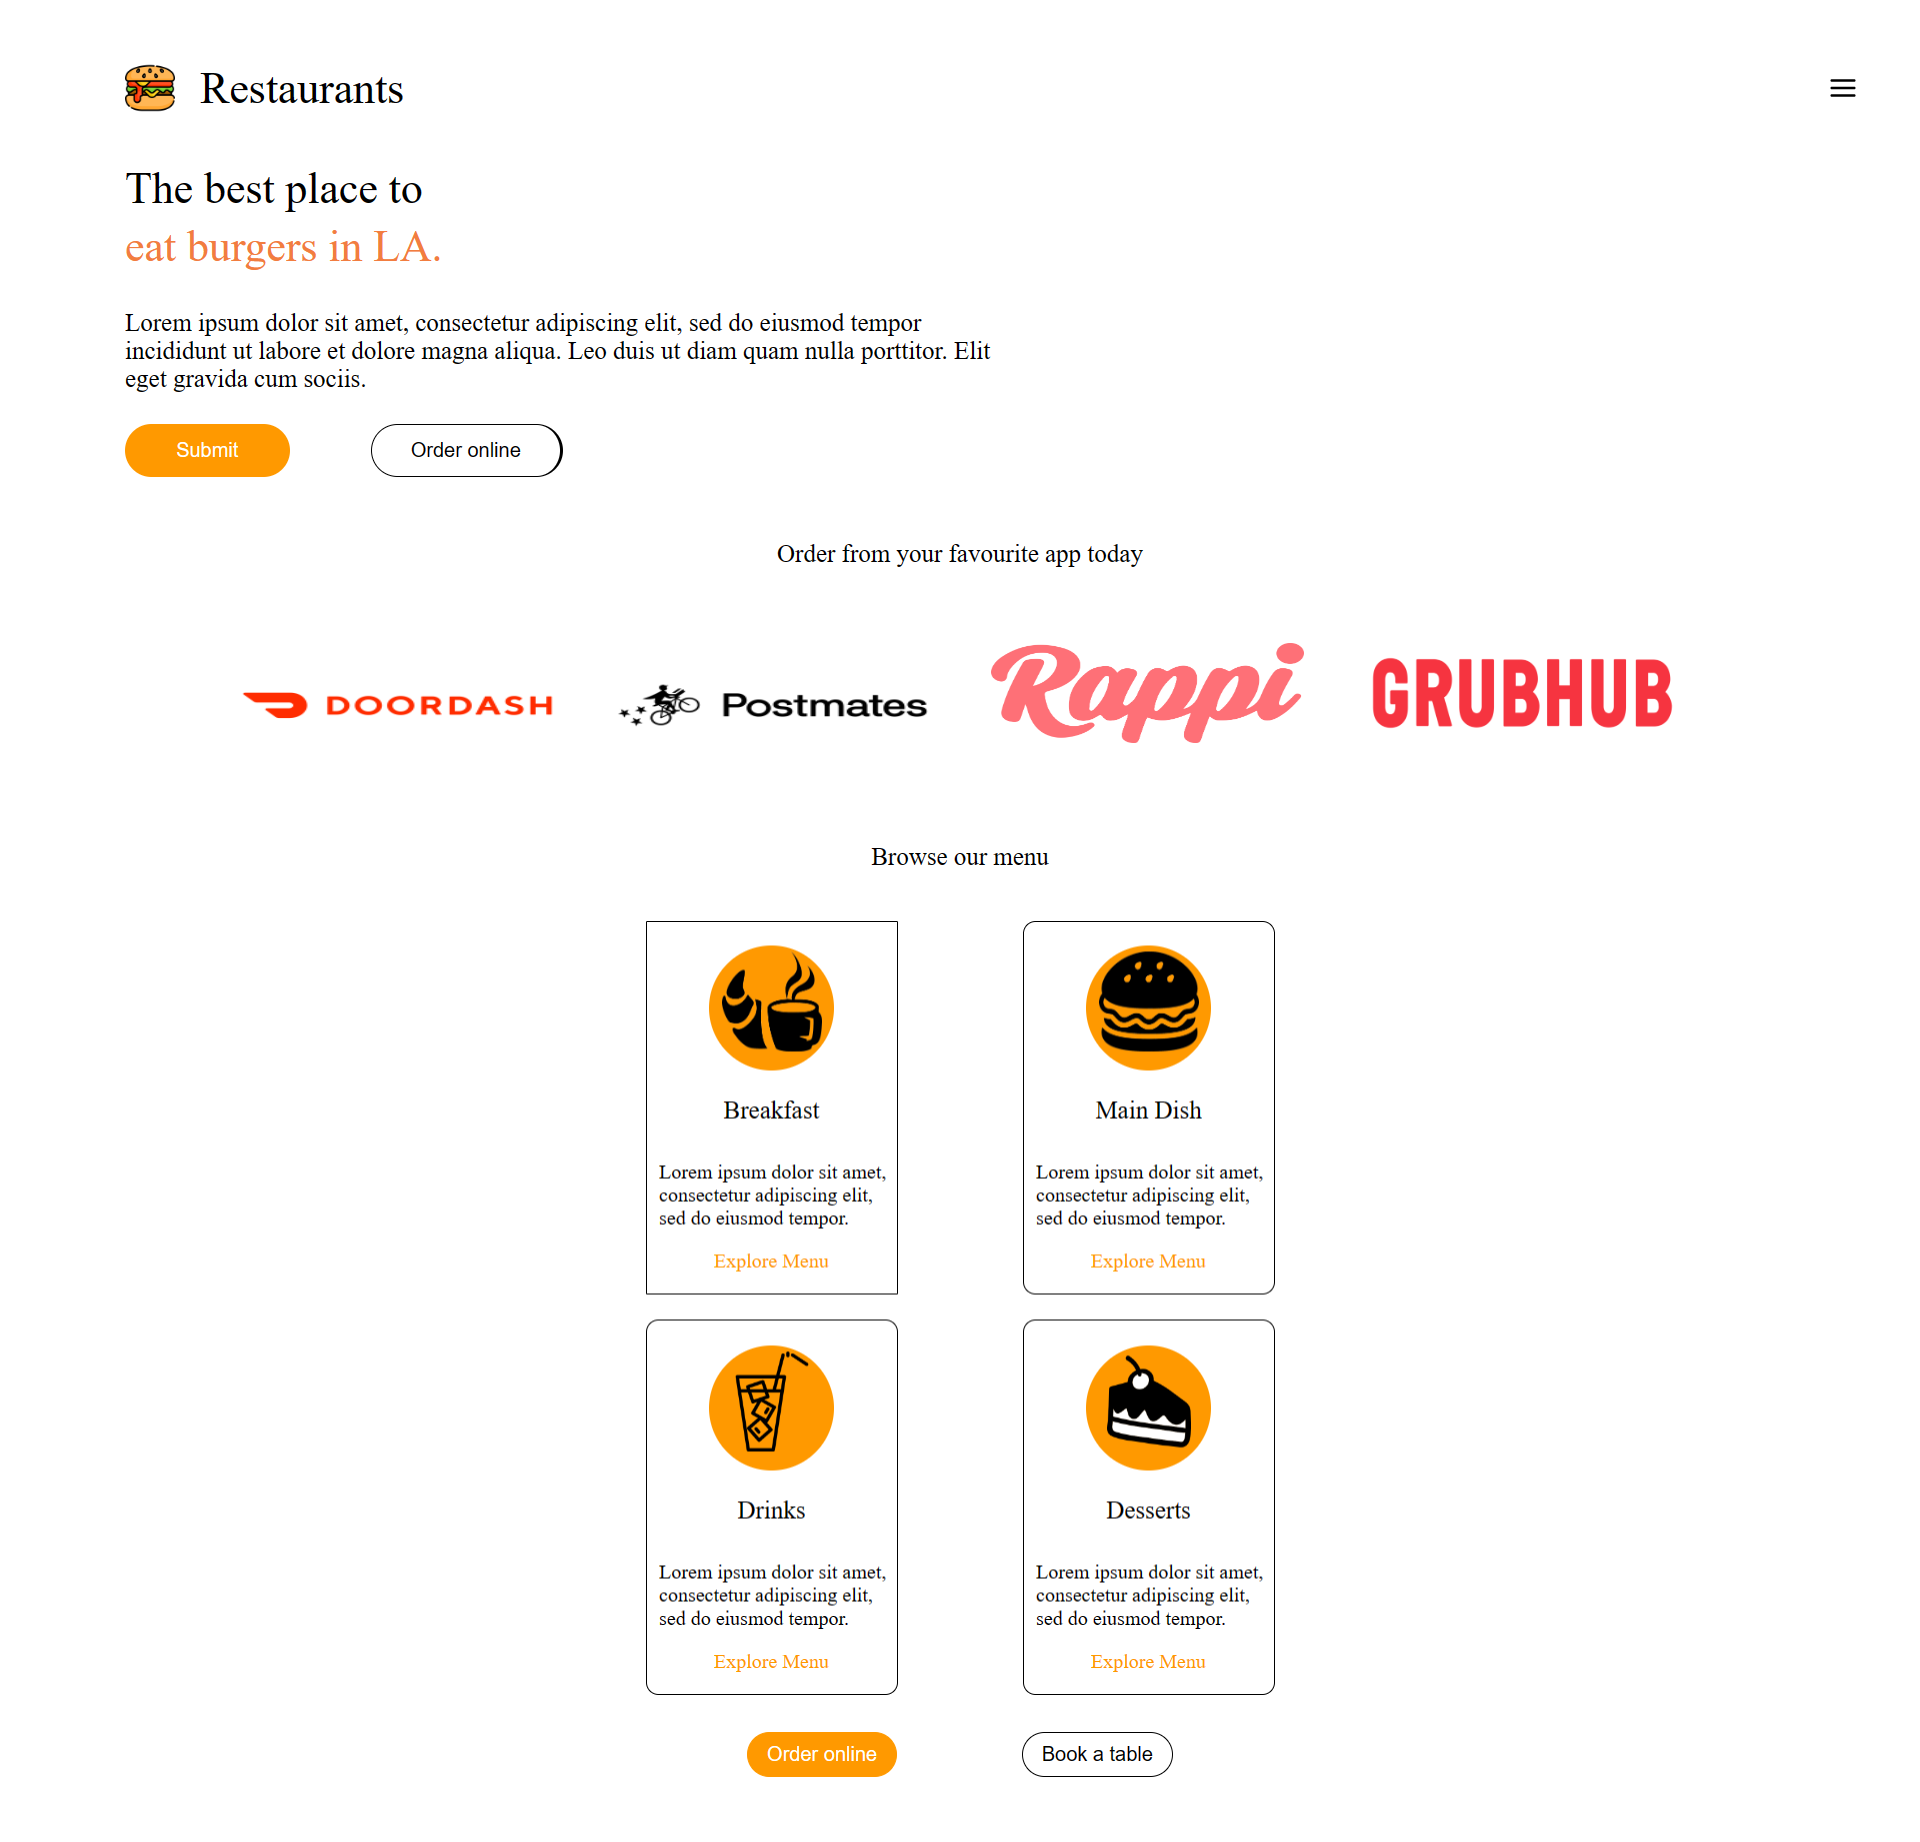 Restaurants
The best place to
eat burgers in LA.
Lorem ipsum dolor sit amet, consectetur adipiscing elit, sed do eiusmod tempor
incididunt ut labore et dolore magna aliqua. Leo duis ut diam quam nulla porttitor. Elit
eget gravida cum sociis.
Submit
Order online
Order from your favourite app today
DOORDASH
Postmates
Rappi
GRUBHUB
Browse our menu
Breakfast
Lorem ipsum dolor sit amet,
consectetur adipiscing elit,
sed do eiusmod tempor.
Explore Menu
Main Dish
Lorem ipsum dolor sit amet,
consectetur adipiscing elit,
sed do eiusmod tempor.
Explore Menu
Drinks
Lorem ipsum dolor sit amet,
consectetur adipiscing elit,
sed do eiusmod tempor.
Explore Menu
Desserts
Lorem ipsum dolor sit amet,
consectetur adipiscing elit,
sed do eiusmod tempor.
Explore Menu
Order online
Book a table